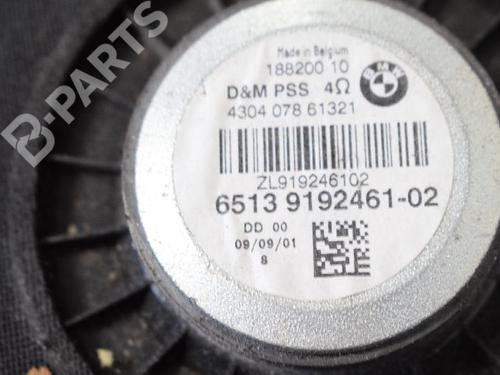 Made in Belgium
188200 10
D&M PSS 4Ω
BMW
4304 078 61321
ZL919246102
6513 9192461-02
DD 00
09/09/01
8
B-PARTS